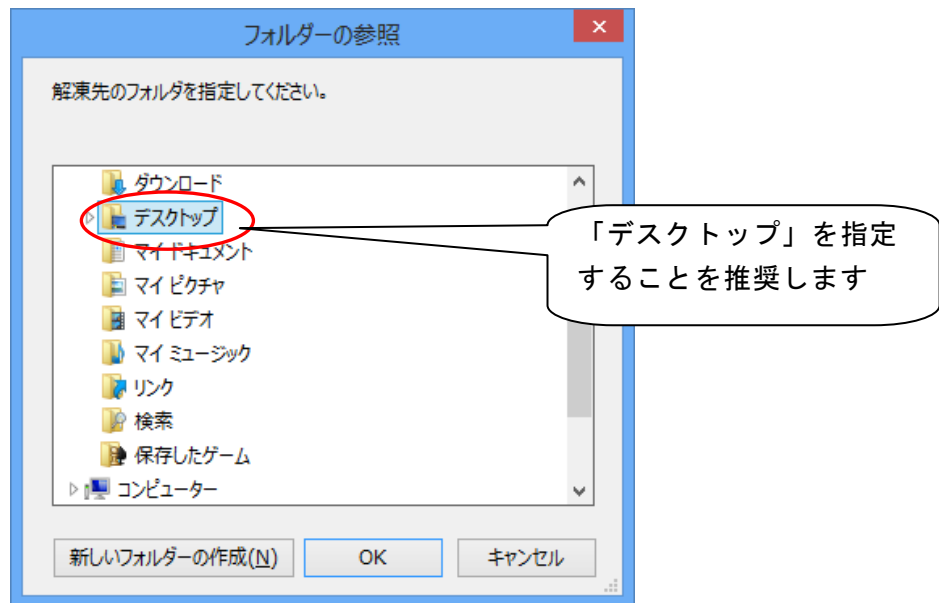 フォルダーの参照
解凍先のフォルダを指定してください。
ダウンロード
デスクトップ
マイ ドキュメント
マイ ピクチャ
マイ ビデオ
マイ ミュージック
リンク
検索
保存したゲーム
コンピューター
「デスクトップ」を指定
することを推奨します
新しいフォルダーの作成(N)
OK
キャンセル